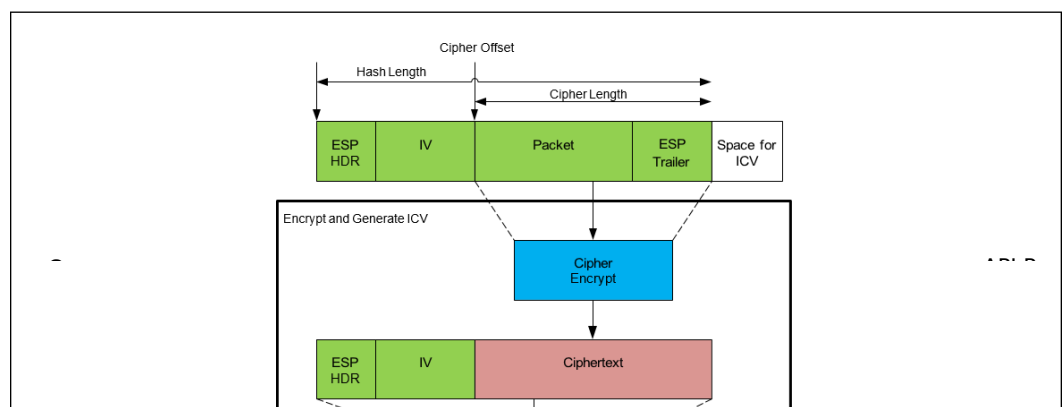 Cipher Offset
Hash Length
Cipher Length
ESP
HDR
IV
Packet
ESP
Trailer
Space for
ICV
Encrypt and Generate ICV
Cipher
Encrypt
ESP
HDR
IV
Ciphertext